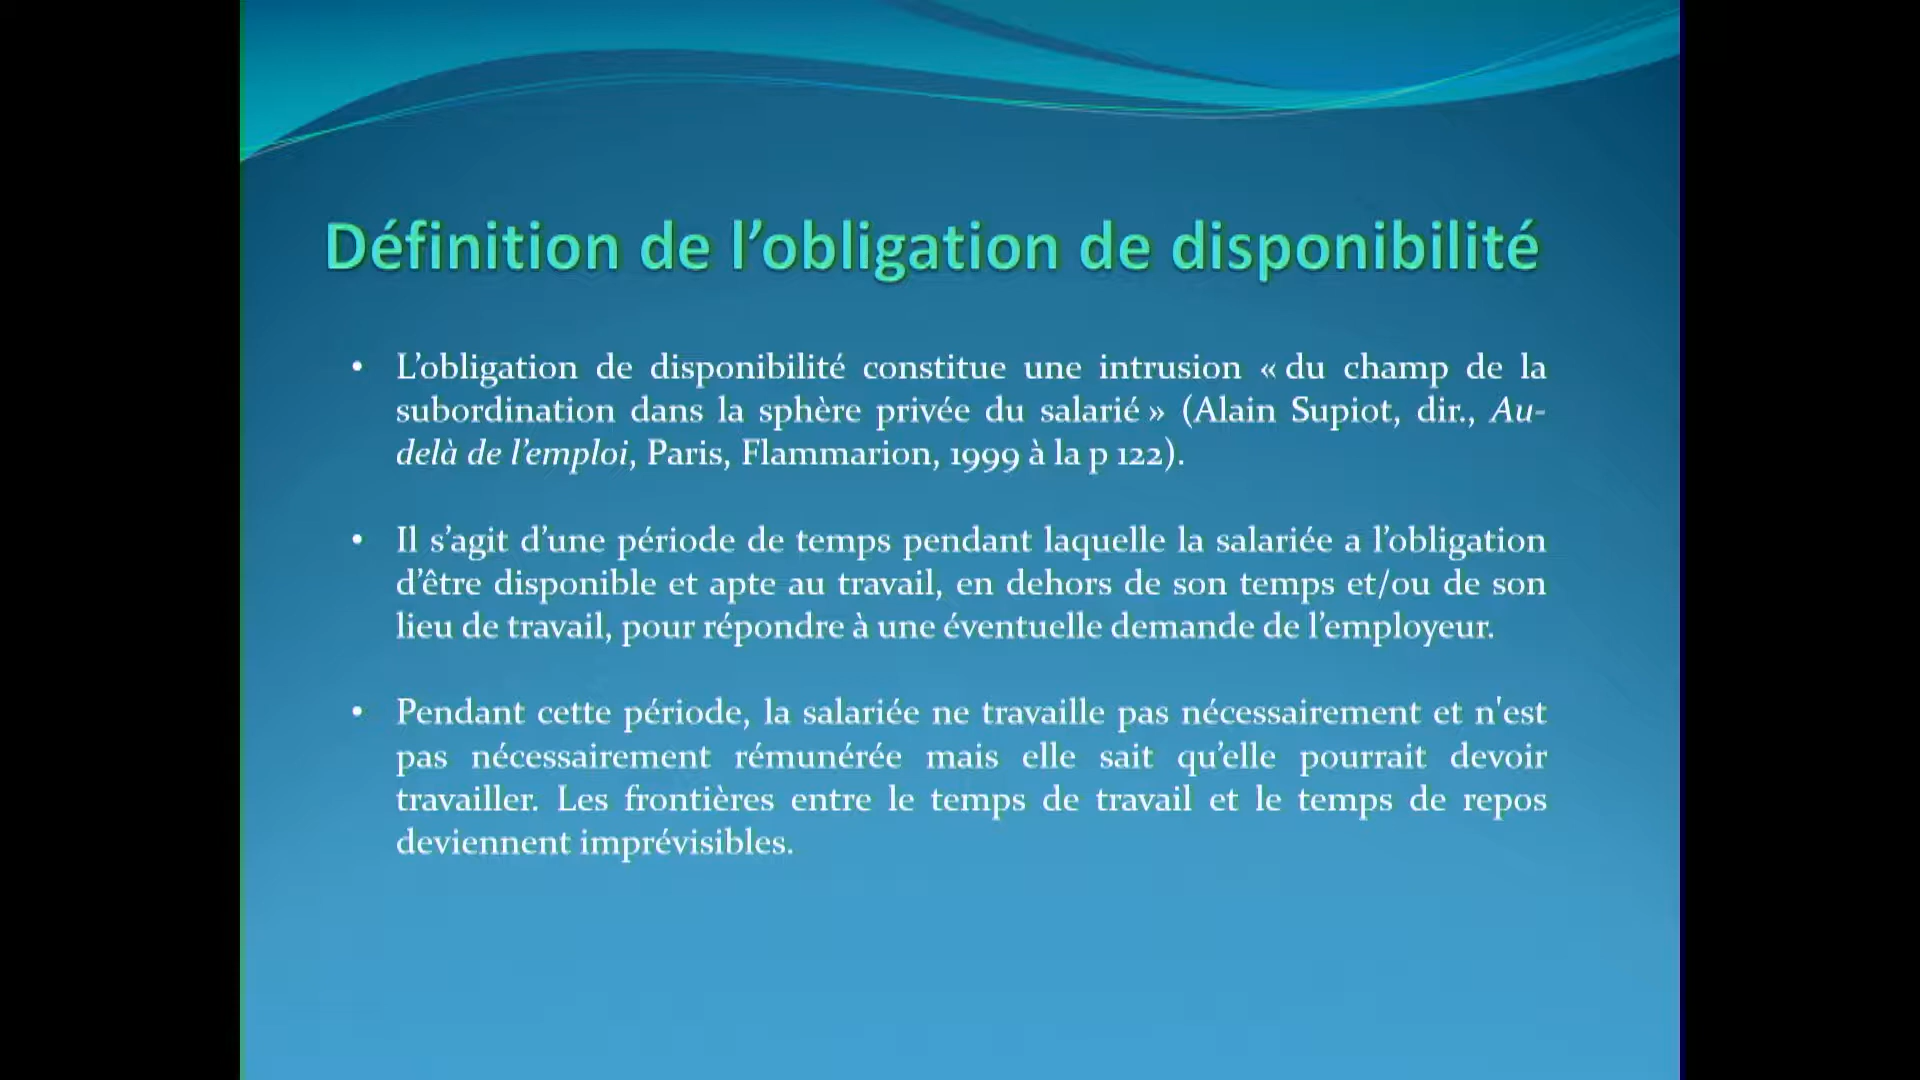 Définition de l’obligation de disponibilité
• L’obligation de disponibilité constitue une intrusion « du champ de la
subordination dans la sphère privée du salarié » (Alain Supiot, dir., Au-
delà de l’emploi, Paris, Flammarion, 1999 à la p 122).
• Il s’agit d’une période de temps pendant laquelle la salariée a l’obligation
d’être disponible et apte au travail, en dehors de son temps et/ou de son
lieu de travail, pour répondre à une éventuelle demande de l’employeur.
• Pendant cette période, la salariée ne travaille pas nécessairement et n'est
pas nécessairement rémunérée mais elle sait qu’elle pourrait devoir
travailler. Les frontières entre le temps de travail et le temps de repos
deviennent imprévisibles.